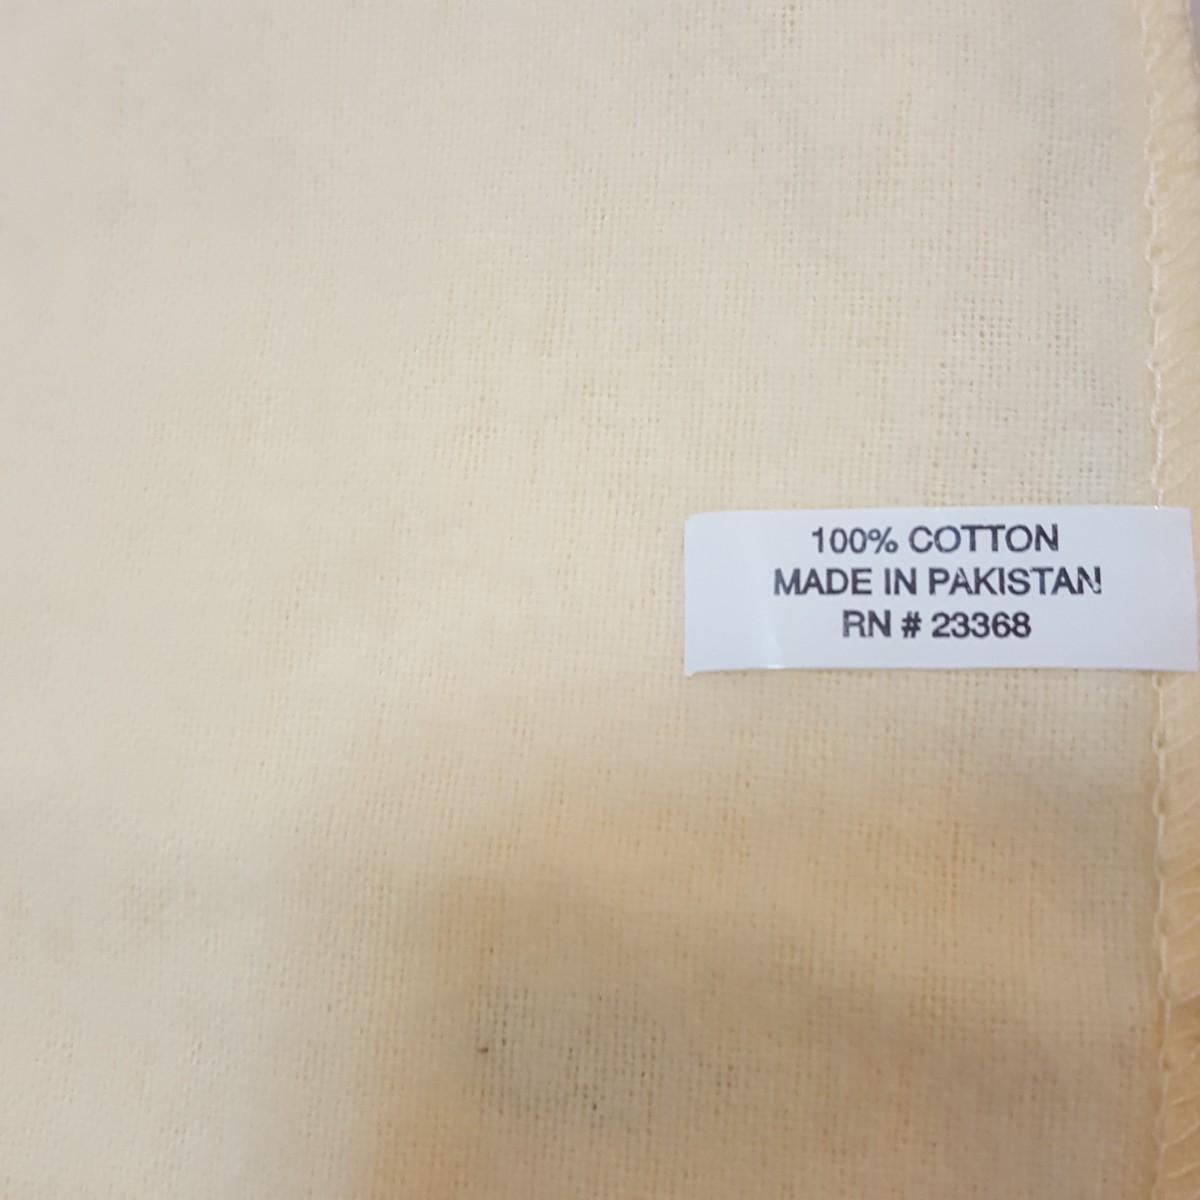 100% COTTON
MADE IN PAKISTAN
RN # 23368